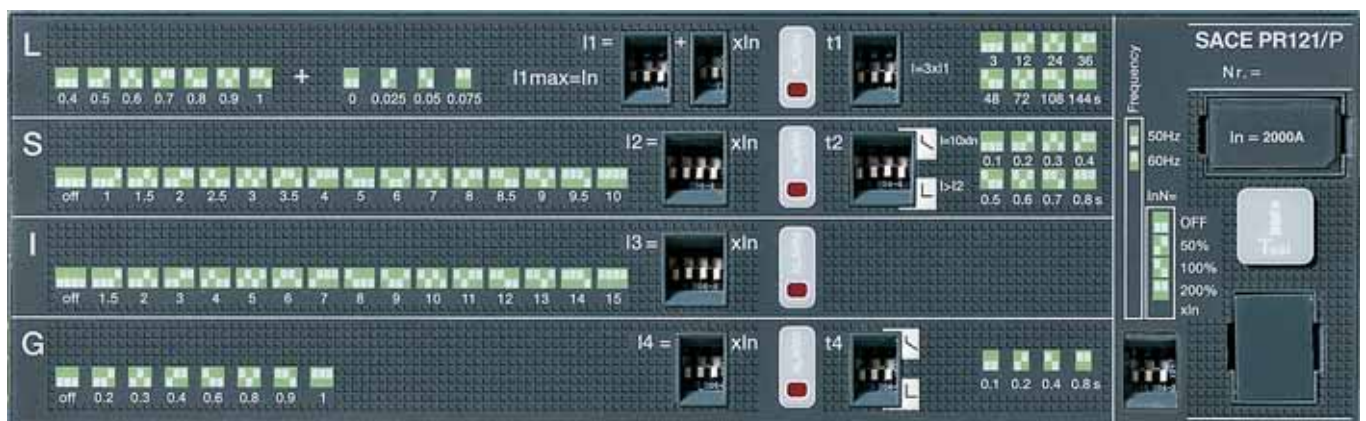 L
I1 = + xIn
I1max=In
0.4 0.5 0.6 0.7 0.8 0.9 1 + 0 0.025 0.05 0.075
t1
I=3xI1
3 12 24 36
48 72 108 144 s
S
I2= xIn
off 1 1.5 2 2.5 3 3.5 4 5 6 7 8 8.5 9 9.5 10
t2
I=10xIn
0.1 0.2 0.3 0.4
I>I2
0.5 0.6 0.7 0.8 s
I
I3= xIn
off 1.5 2 3 4 5 6 7 8 9 10 11 12 13 14 15
G
I4 = xIn
off 0.2 0.3 0.4 0.6 0.8 0.9 1
t4
0.1 0.2 0.4 0.8 s
Frequency
50Hz
60Hz
InN=
OFF
50%
100%
200%
xIn
SACE PR121/P
Nr. =
In = 2000A
Test